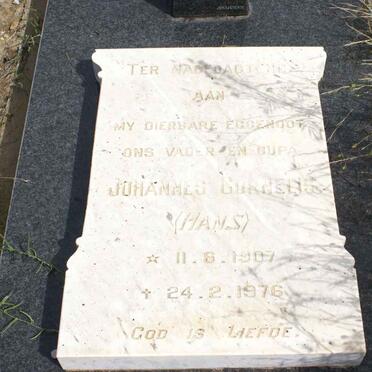 TER NAGEDAGTENIS
AAN
MY DIERBARE EGGENOOT
ONS VADER EN OUPA
JOHANNES
(HANS)
* 11.6.1907
+ 24.2.1976
GOD IS LIEFDE